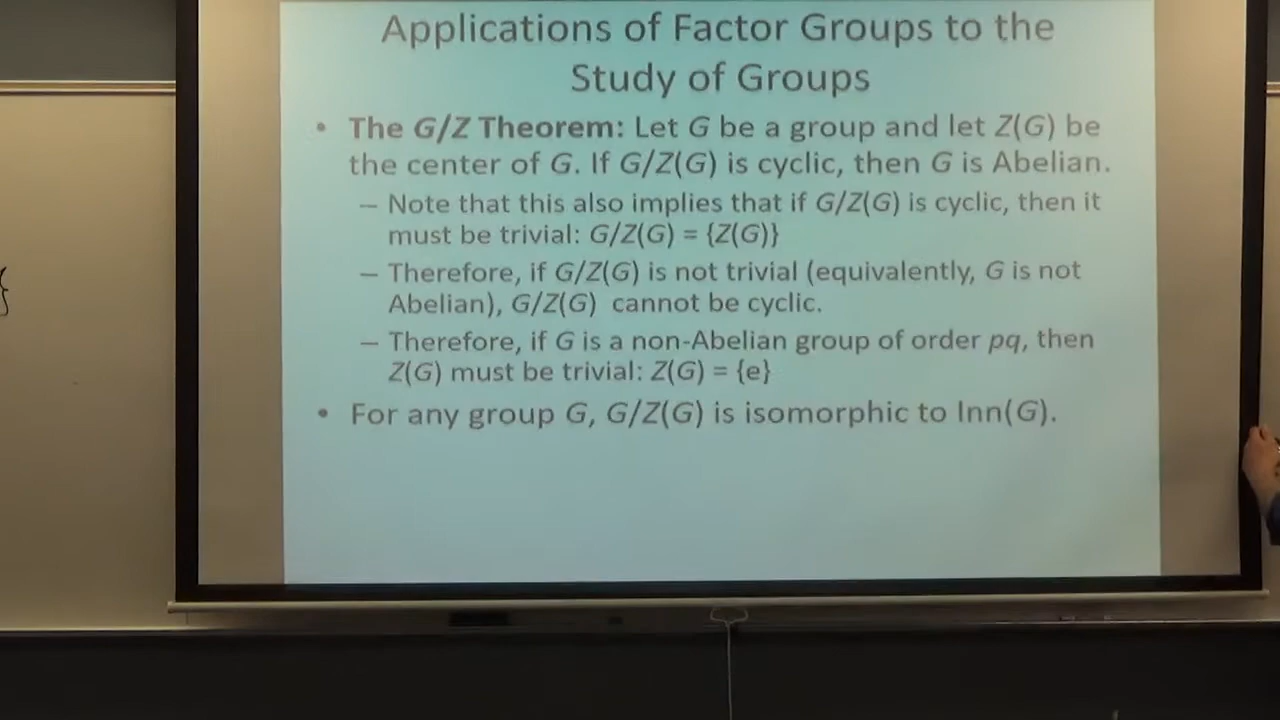 Applications of Factor Groups to the
Study of Groups
• The G/Z Theorem: Let G be a group and let Z(G) be
the center of G. If G/Z(G) is cyclic, then G is Abelian.
– Note that this also implies that if G/Z(G) is cyclic, then it
must be trivial: G/Z(G) = {Z(G)}
– Therefore, if G/Z(G) is not trivial (equivalently, G is not
Abelian), G/Z(G) cannot be cyclic.
– Therefore, if G is a non-Abelian group of order pq, then
Z(G) must be trivial: Z(G) = {e}
• For any group G, G/Z(G) is isomorphic to Inn(G).
}